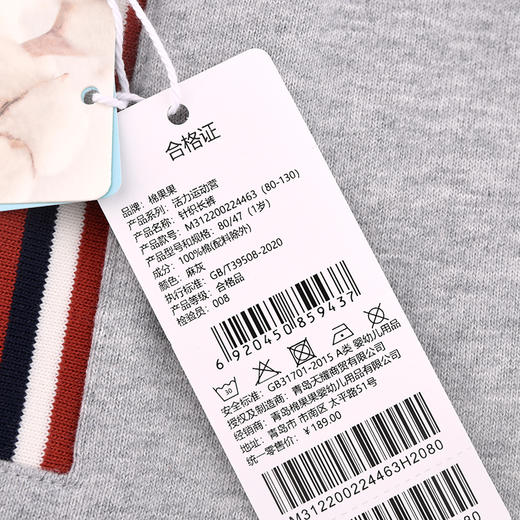 合格证
品牌：棉果果
产品系列：活力运动营
产品名称：针织长裤
产品款号：M312200224463（80-130）
产品型号和规格：80/47（1岁）
成分：100%棉(配料除外)
颜色：麻灰
执行标准：GB/T39508-2020
产品等级：合格品
检验员：008
6 920450 859437
30
安全标准：GB31701-2015 A类 婴幼儿用品
授权及制造商：青岛天耀商贸有限公司
经销商：青岛棉果果婴幼儿用品有限公司
地址：青岛市 市南区 太平路51号
统一零售价：￥189.00
M312200224463H2080